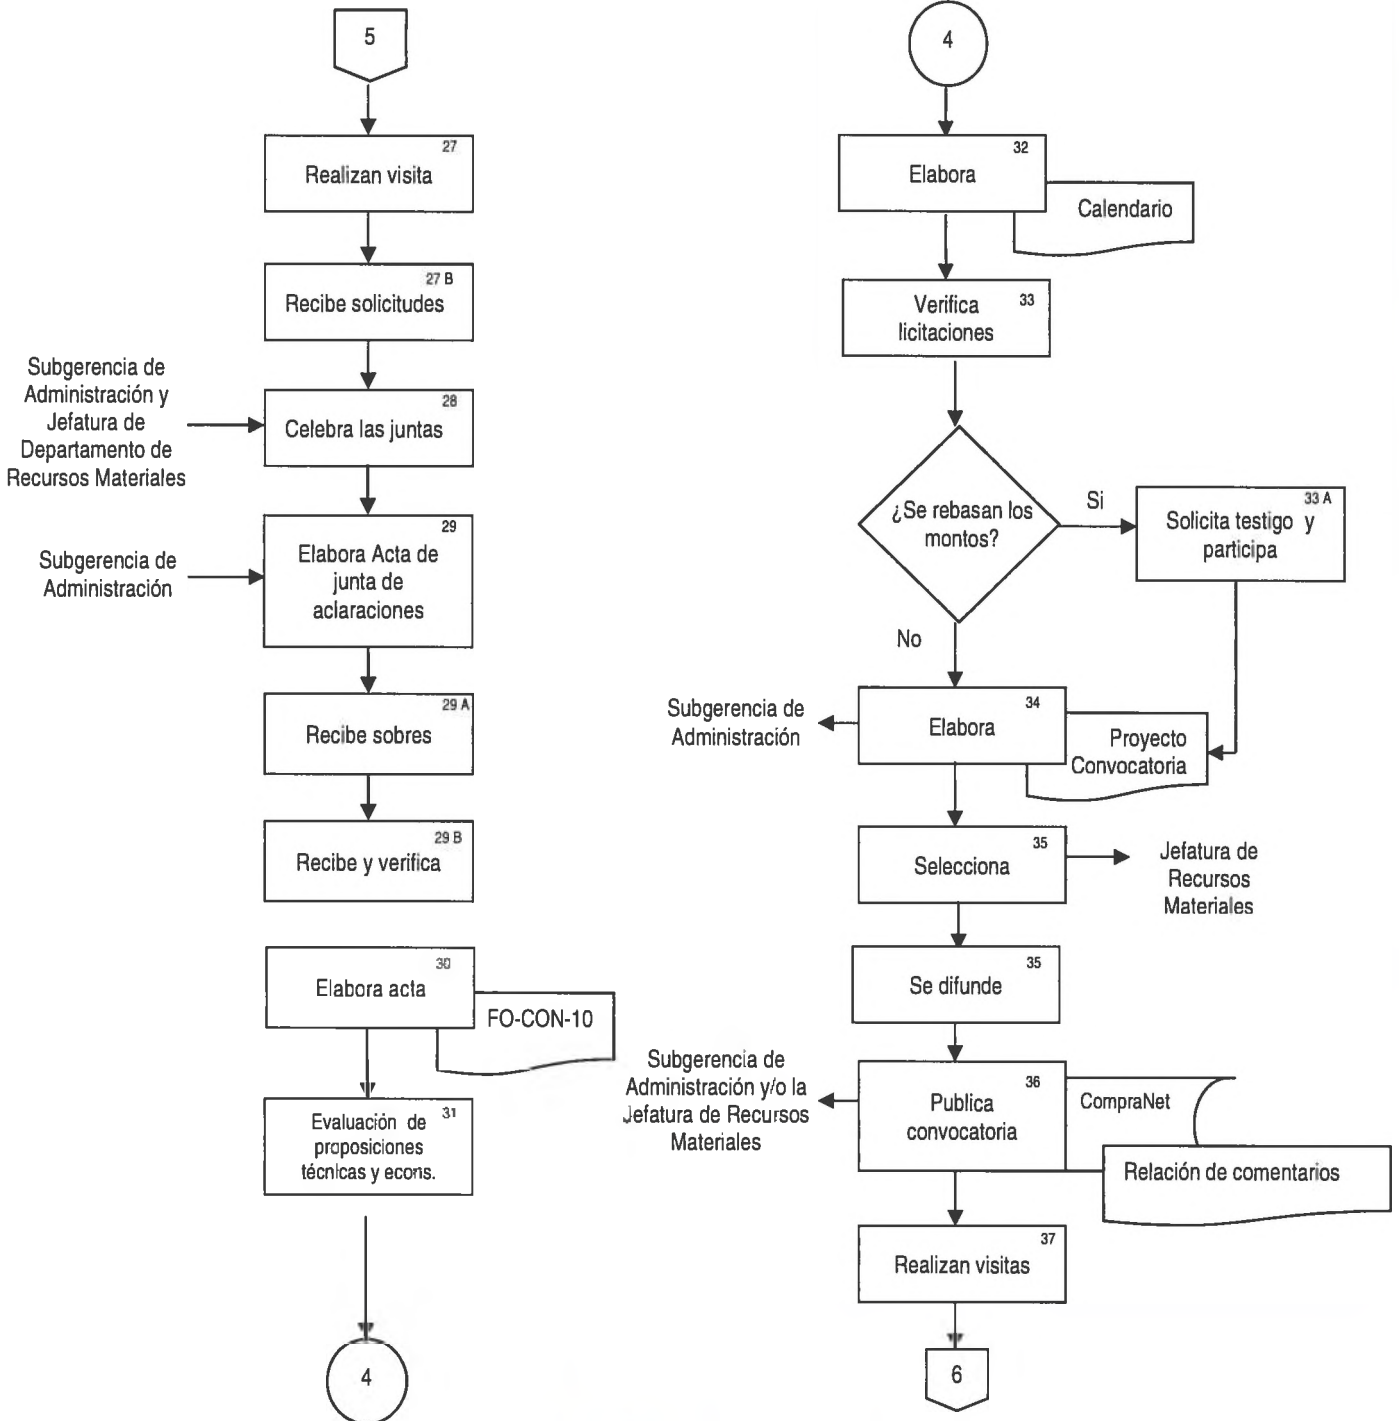 5
27
Realizan visita
27 B
Recibe solicitudes
Subgerencia de
Administración y
Jefatura de
Departamento de
Recursos Materiales
28
Celebra las juntas
Subgerencia de
Administración
29
Elabora Acta de
junta de
aclaraciones
29 A
Recibe sobres
29 B
Recibe y verifica
30
Elabora acta
FO-CON-10
31
Evaluación de
proposiciones
técnicas y econs.
4
4
32
Elabora
Calendario
33
Verifica
licitaciones
¿Se rebasan los
montos?
Si
33 A
Solicita testigo y
participa
No
Subgerencia de
Administración
34
Elabora
Proyecto
Convocatoria
35
Selecciona
Jefatura de
Recursos
Materiales
35
Se difunde
Subgerencia de
Administración y/o la
Jefatura de Recursos
Materiales
36
Publica
convocatoria
CompraNet
Relación de comentarios
37
Realizan visitas
6